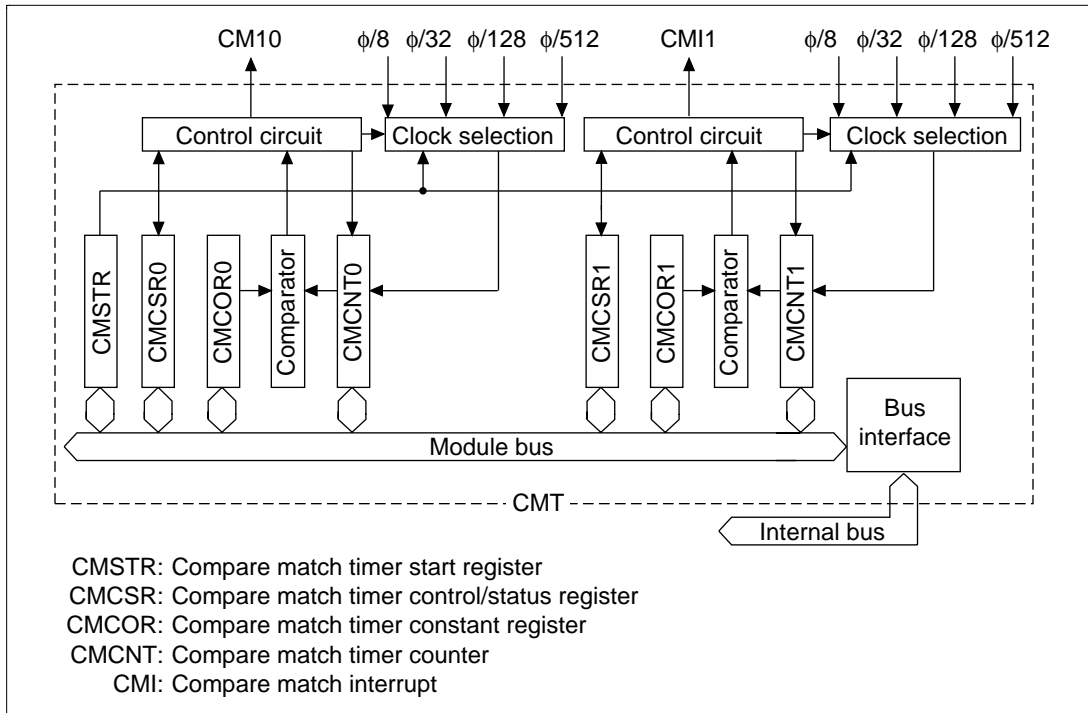 CM10 ϕ/8 ϕ/32 ϕ/128 ϕ/512 CMI1 ϕ/8 ϕ/32 ϕ/128 ϕ/512
Control circuit Clock selection Control circuit Clock selection
CMSTR
CMCSR0
CMCOR0
Comparator
CMCNT0
CMCSR1
CMCOR1
Comparator
CMCNT1
Bus
interface
Module bus
CMT
Internal bus
CMSTR: Compare match timer start register
CMCSR: Compare match timer control/status register
CMCOR: Compare match timer constant register
CMCNT: Compare match timer counter
CMI: Compare match interrupt